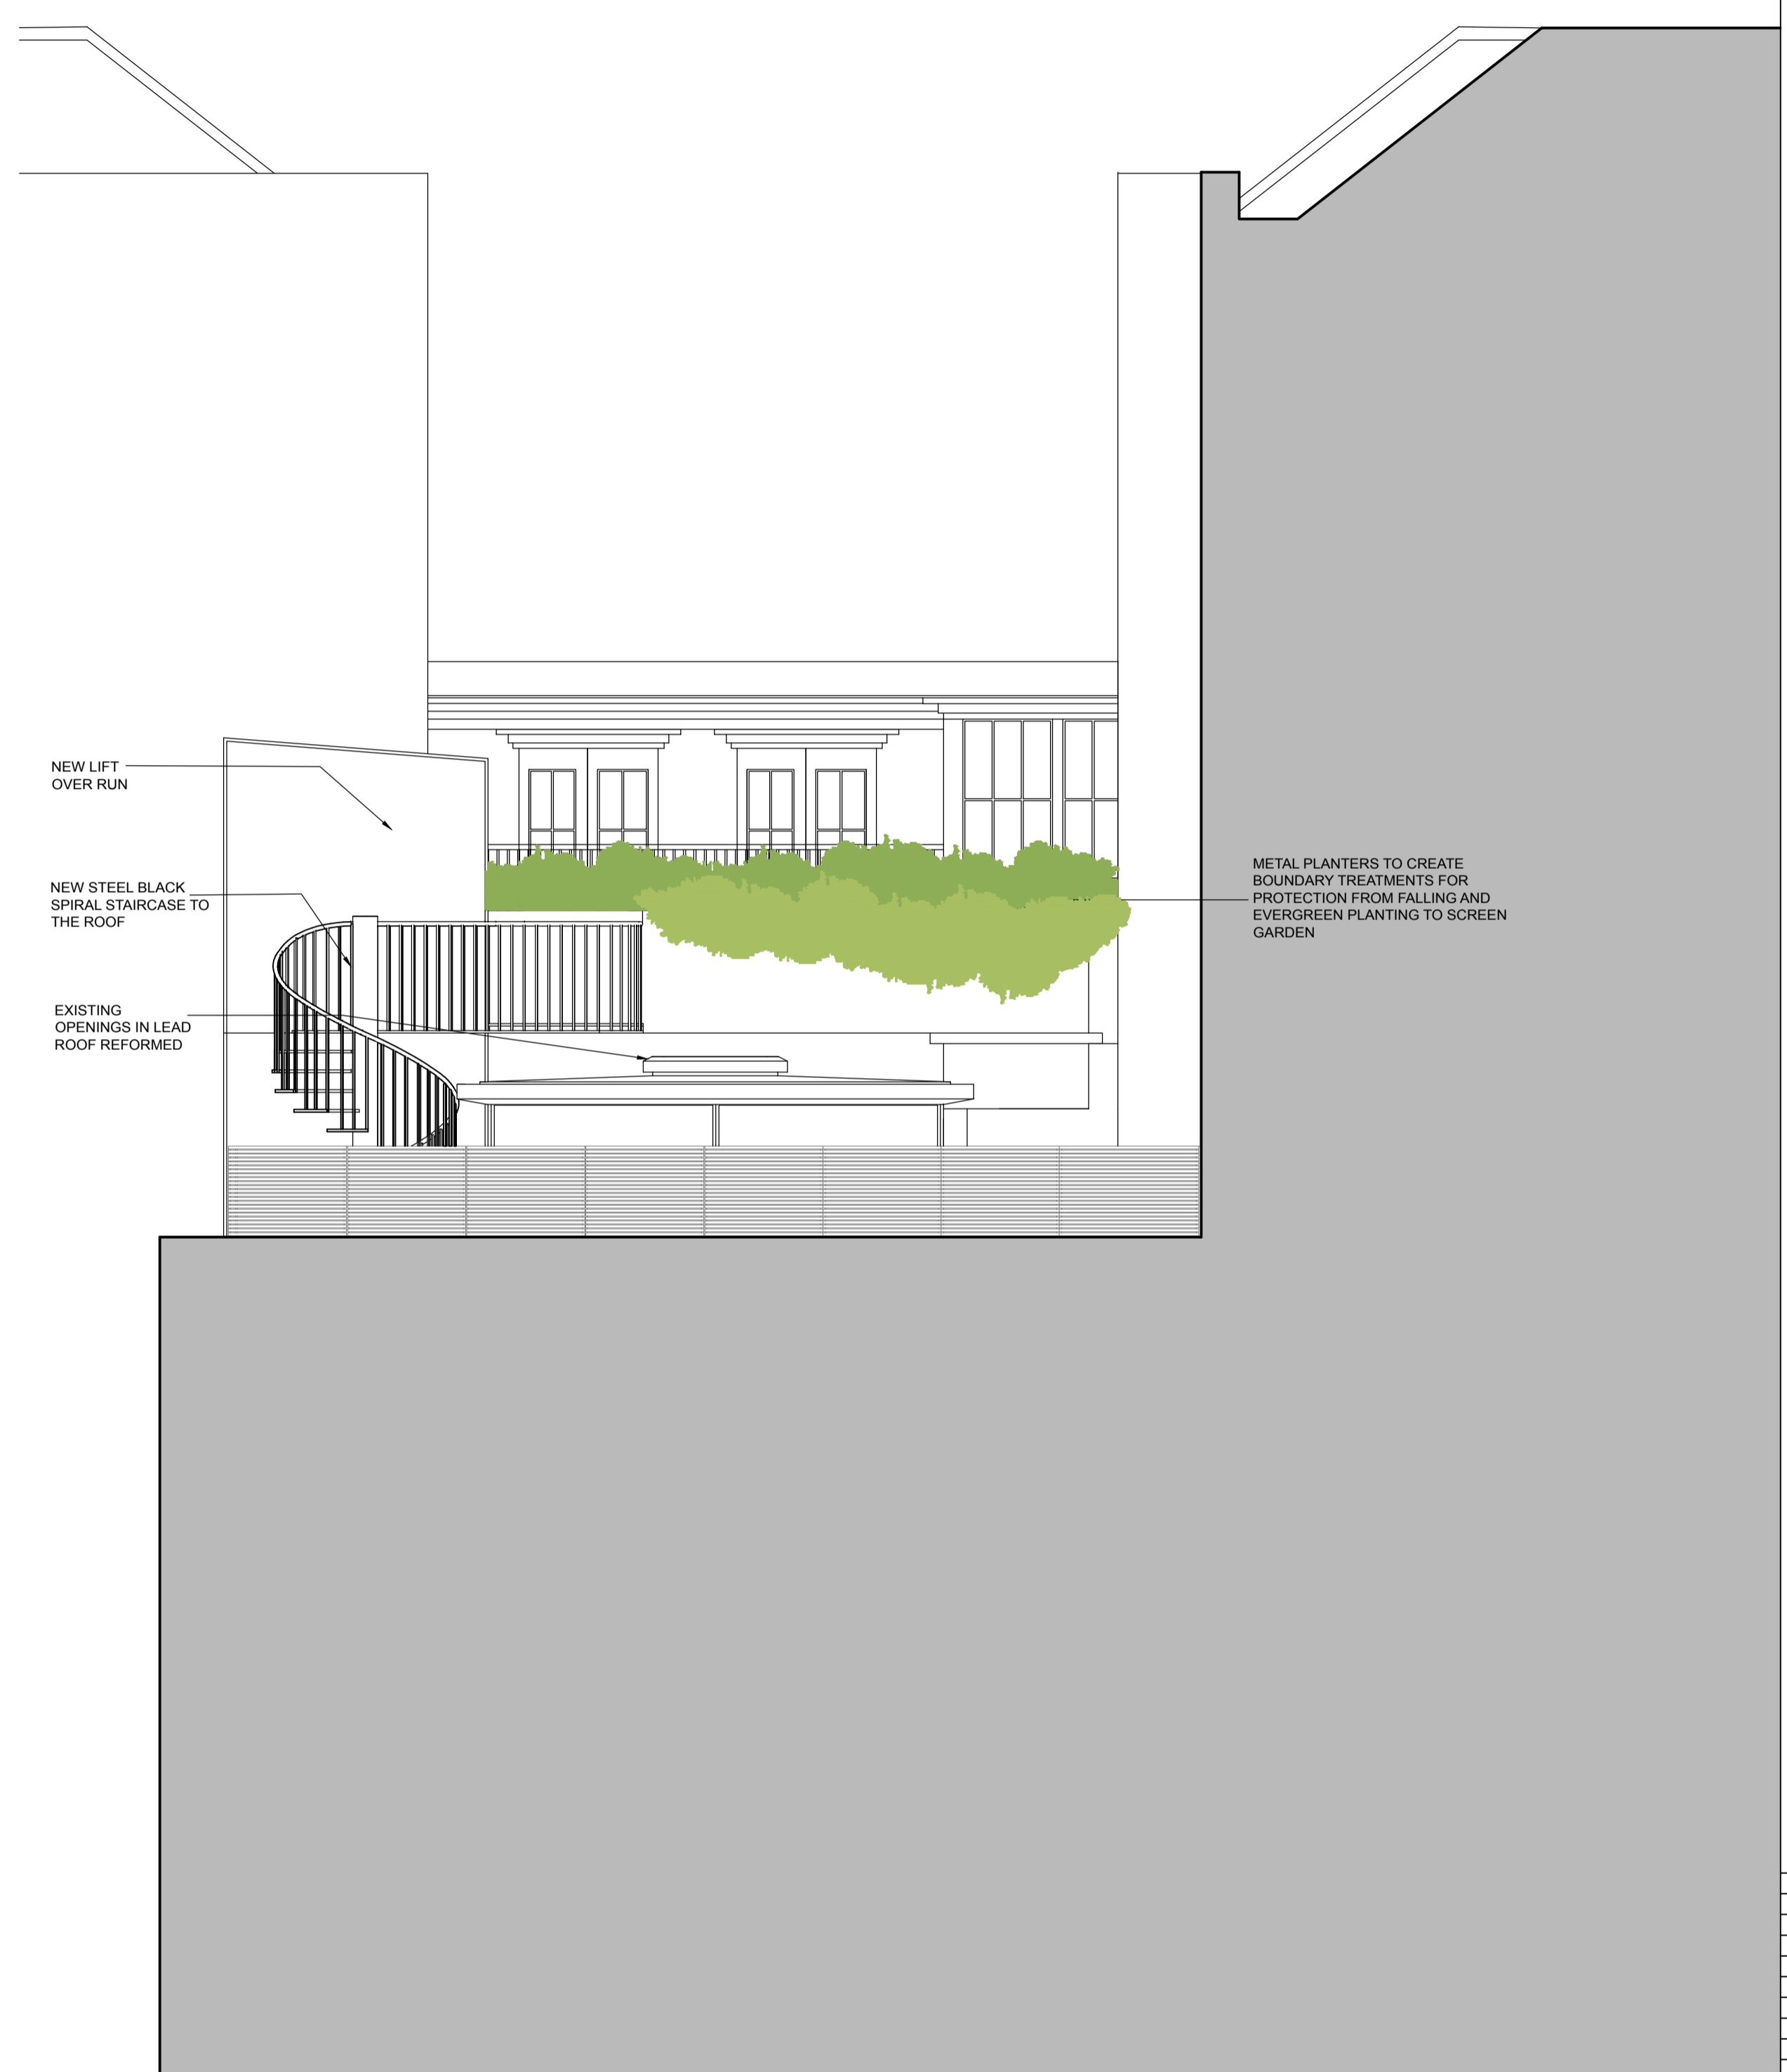 NEW LIFT
OVER RUN
NEW STEEL BLACK
SPIRAL STAIRCASE TO
THE ROOF
EXISTING
OPENINGS IN LEAD
ROOF REFORMED
METAL PLANTERS TO CREATE
BOUNDARY TREATMENTS FOR
PROTECTION FROM FALLING AND
EVERGREEN PLANTING TO SCREEN
GARDEN